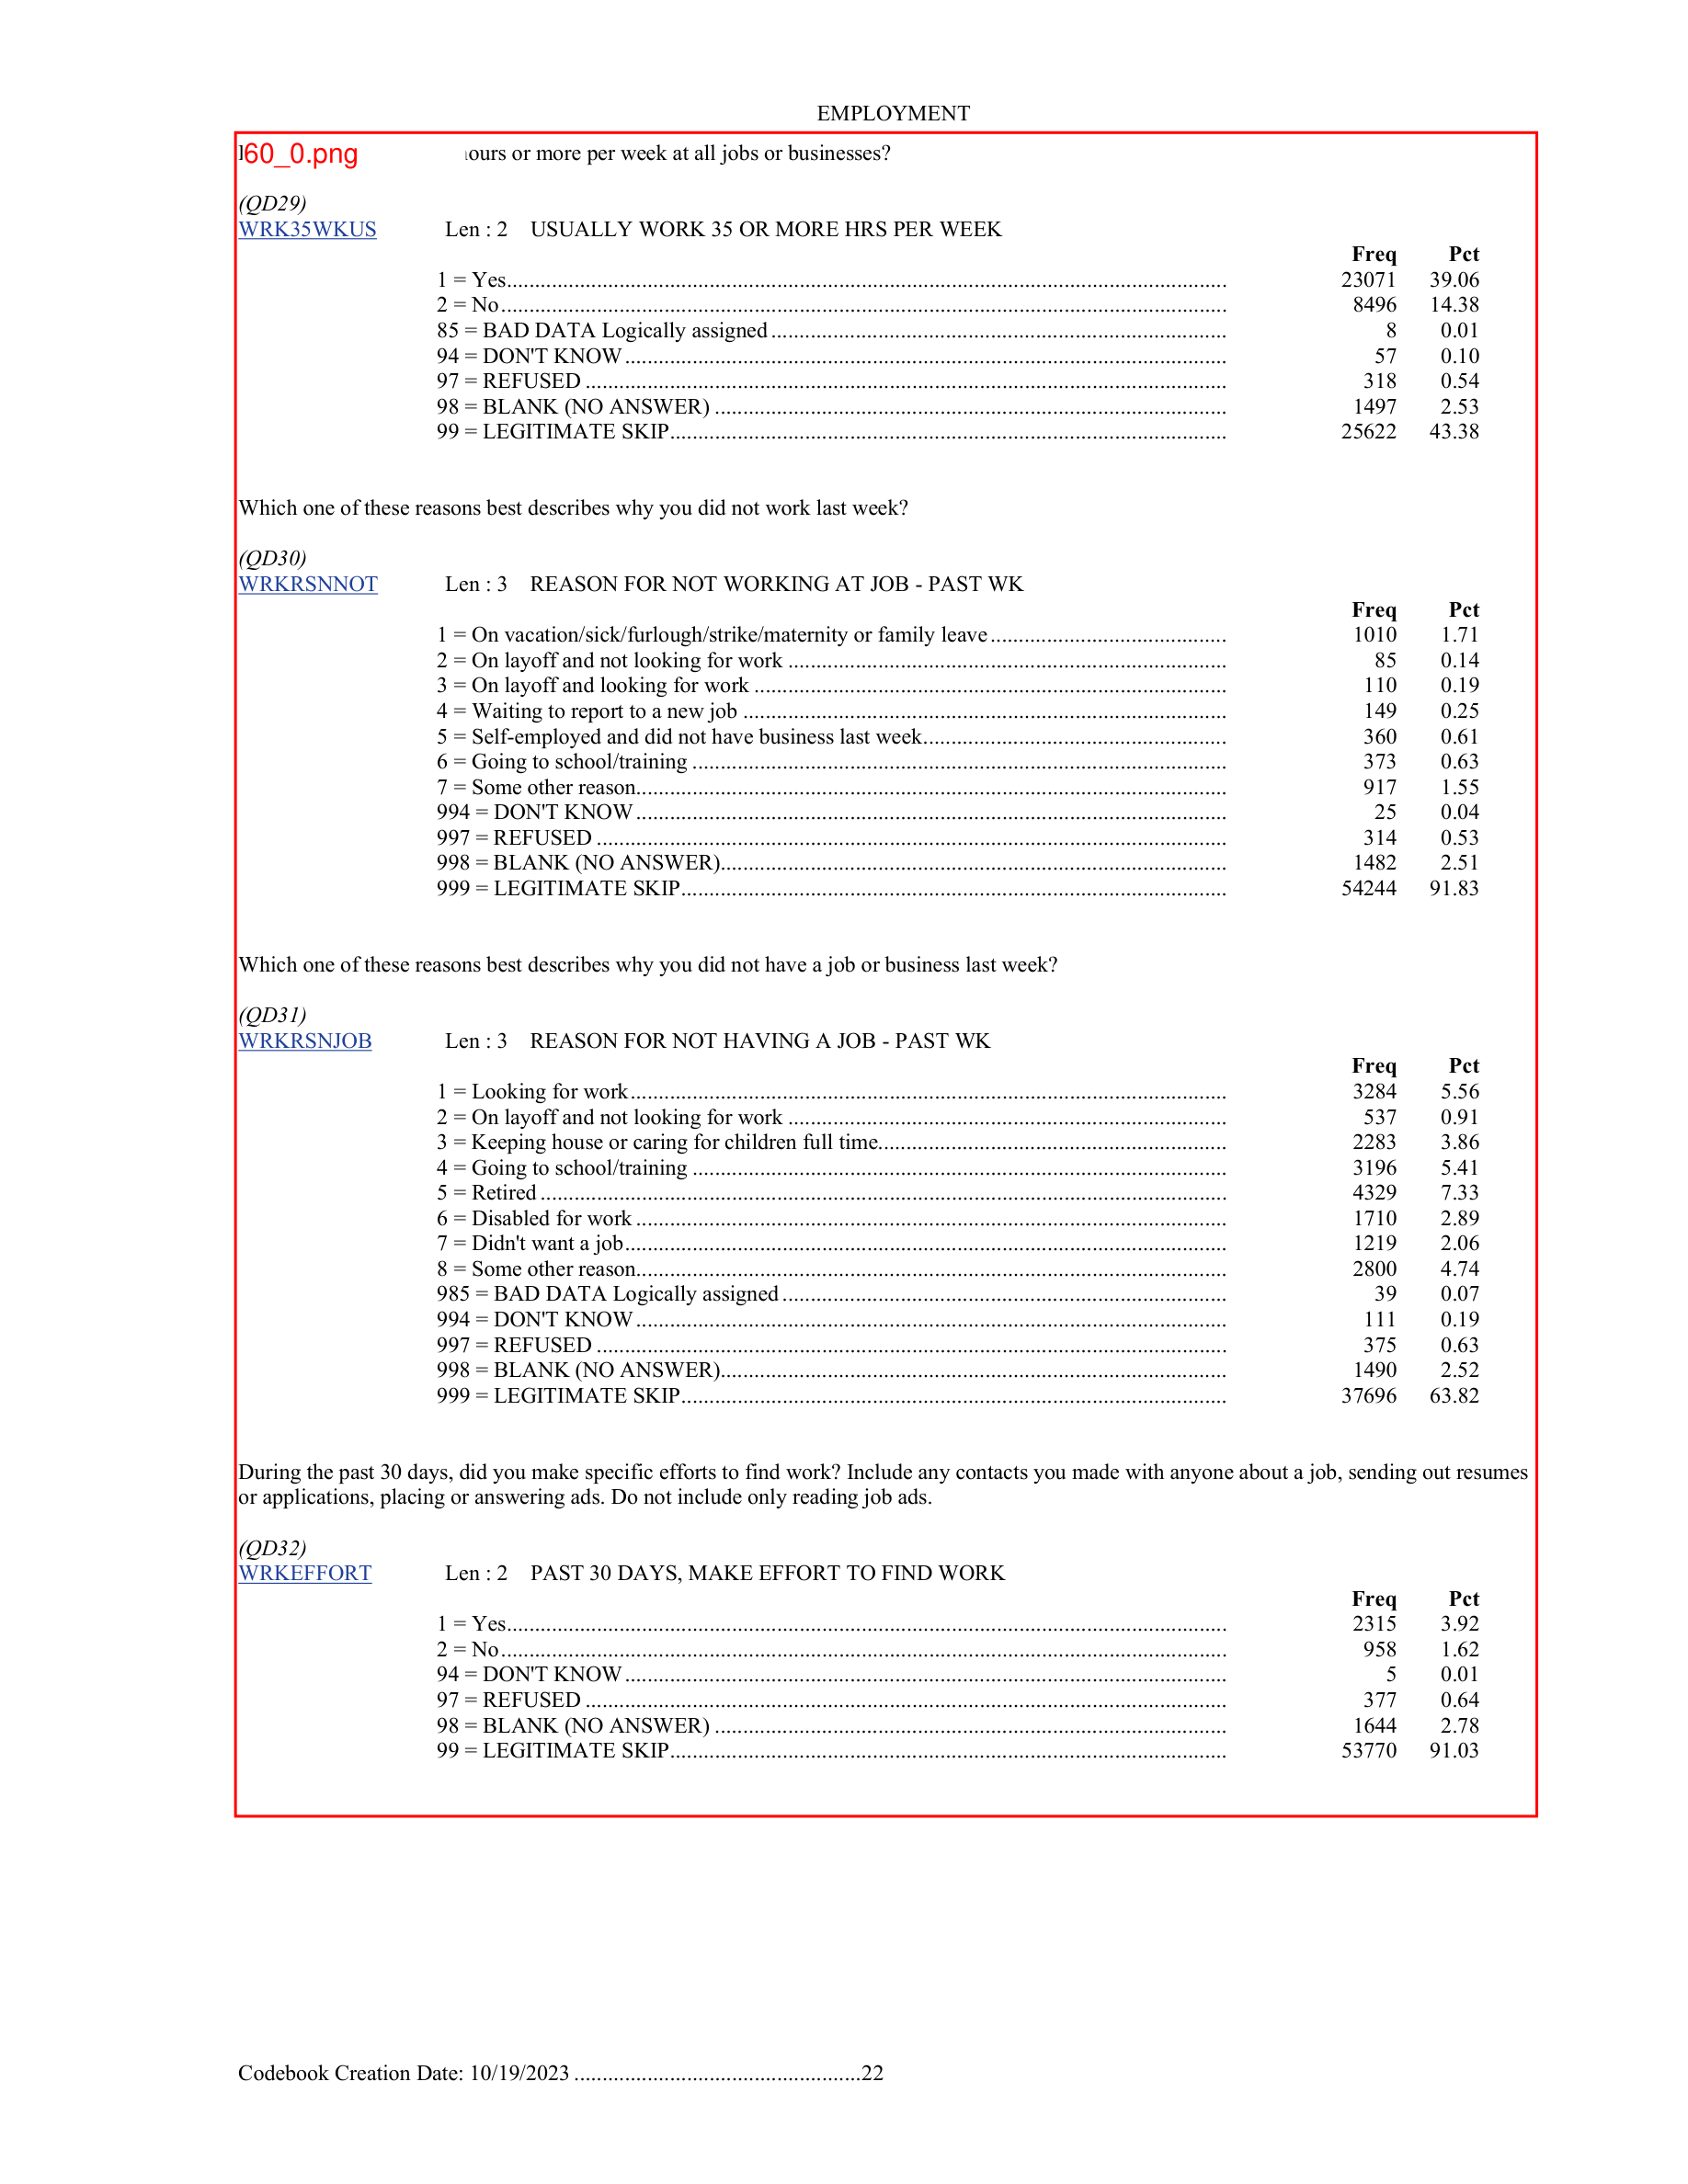 EMPLOYMENT
60_0.png ours or more per week at all jobs or businesses?
(QD29)
WRK35WKUS Len : 2 USUALLY WORK 35 OR MORE HRS PER WEEK
Freq Pct
1 = Yes 23071 39.06
2 = No 8496 14.38
85 = BAD DATA Logically assigned 8 0.01
94 = DON'T KNOW 57 0.10
97 = REFUSED 318 0.54
98 = BLANK (NO ANSWER) 1497 2.53
99 = LEGITIMATE SKIP 25622 43.38
Which one of these reasons best describes why you did not work last week?
(QD30)
WRKRSNNOT Len : 3 REASON FOR NOT WORKING AT JOB - PAST WK
Freq Pct
1 = On vacation/sick/furlough/strike/maternity or family leave 1010 1.71
2 = On layoff and not looking for work 85 0.14
3 = On layoff and looking for work 110 0.19
4 = Waiting to report to a new job 149 0.25
5 = Self-employed and did not have business last week 360 0.61
6 = Going to school/training 373 0.63
7 = Some other reason 917 1.55
994 = DON'T KNOW 25 0.04
997 = REFUSED 314 0.53
998 = BLANK (NO ANSWER) 1482 2.51
999 = LEGITIMATE SKIP 54244 91.83
Which one of these reasons best describes why you did not have a job or business last week?
(QD31)
WRKRSNJOB Len : 3 REASON FOR NOT HAVING A JOB - PAST WK
Freq Pct
1 = Looking for work 3284 5.56
2 = On layoff and not looking for work 537 0.91
3 = Keeping house or caring for children full time 2283 3.86
4 = Going to school/training 3196 5.41
5 = Retired 4329 7.33
6 = Disabled for work 1710 2.89
7 = Didn't want a job 1219 2.06
8 = Some other reason 2800 4.74
985 = BAD DATA Logically assigned 39 0.07
994 = DON'T KNOW 111 0.19
997 = REFUSED 375 0.63
998 = BLANK (NO ANSWER) 1490 2.52
999 = LEGITIMATE SKIP 37696 63.82
During the past 30 days, did you make specific efforts to find work? Include any contacts you made with anyone about a job, sending out resumes
or applications, placing or answering ads. Do not include only reading job ads.
(QD32)
WRKEFFORT Len : 2 PAST 30 DAYS, MAKE EFFORT TO FIND WORK
Freq Pct
1 = Yes 2315 3.92
2 = No 958 1.62
94 = DON'T KNOW 5 0.01
97 = REFUSED 377 0.64
98 = BLANK (NO ANSWER) 1644 2.78
99 = LEGITIMATE SKIP 53770 91.03
Codebook Creation Date: 10/19/2023 22